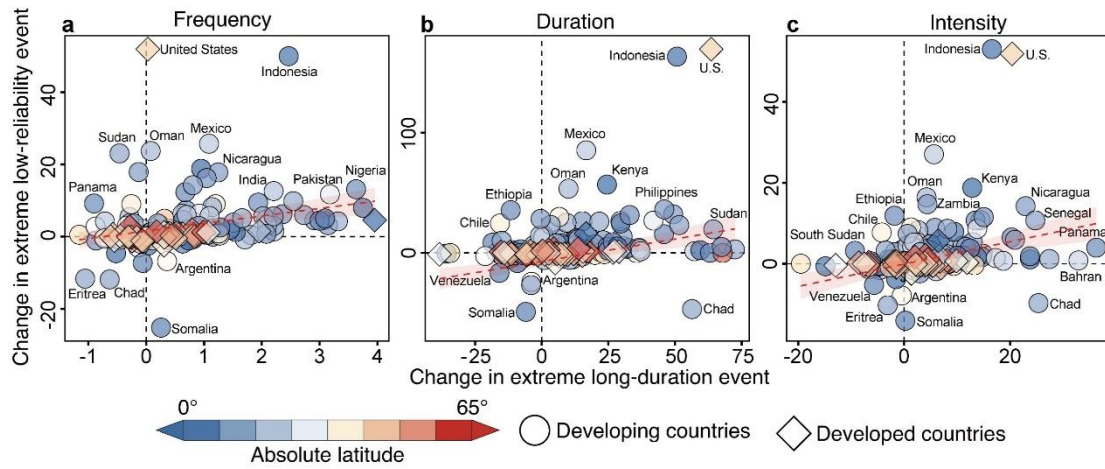 a Frequency
United States
Indonesia
Sudan
Oman
Mexico
Nicaragua
India
Pakistan
Nigeria
Panama
Argentina
Eritrea
Chad
Somalia
40
20
0
-20
-1
0
1
2
3
4
Change in extreme low-reliability event
b Duration
Indonesia
U.S.
Mexico
Oman
Kenya
Ethiopia
Philippines
Chile
Sudan
Venezuela
Argentina
Somalia
Chad
100
0
-25
0
25
50
75
Change in extreme long-duration event
c Intensity
Indonesia
U.S.
Mexico
Oman
Kenya
Ethiopia
Zambia
Nicaragua
Chile
Senegal
South Sudan
Panama
Venezuela
Argentina
Bahran
Eritrea
Somalia
Chad
40
20
0
-20
0
20
0°
65°
Absolute latitude
Developing countries
Developed countries